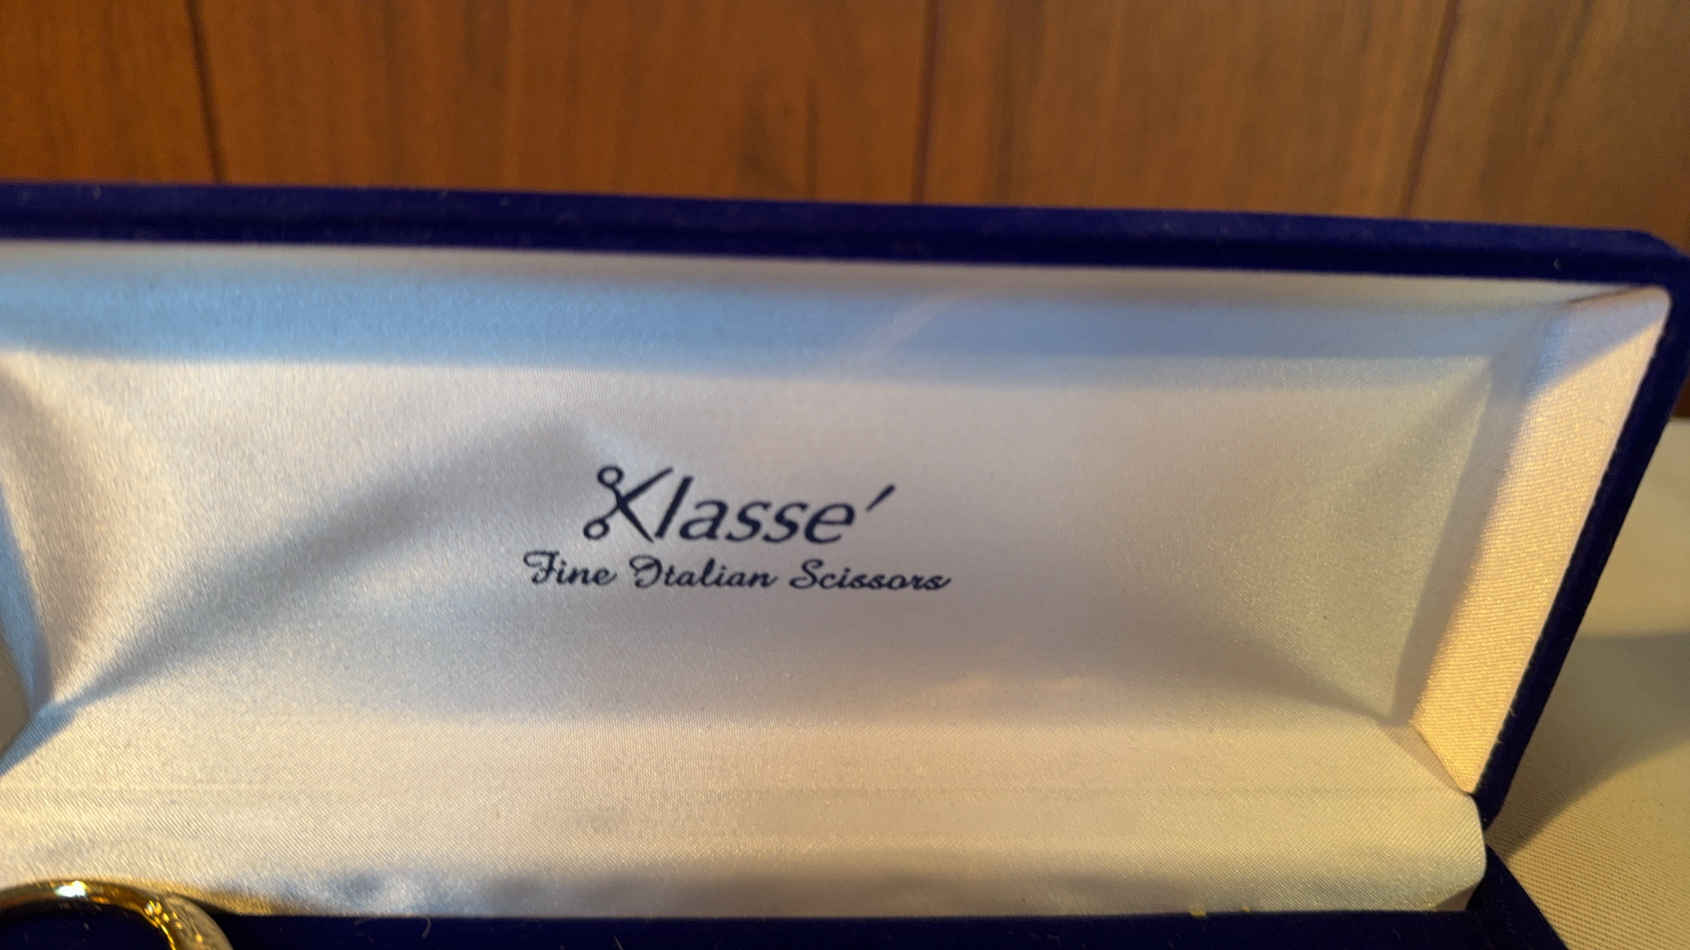 Klasse´
Fine Italian Scissors